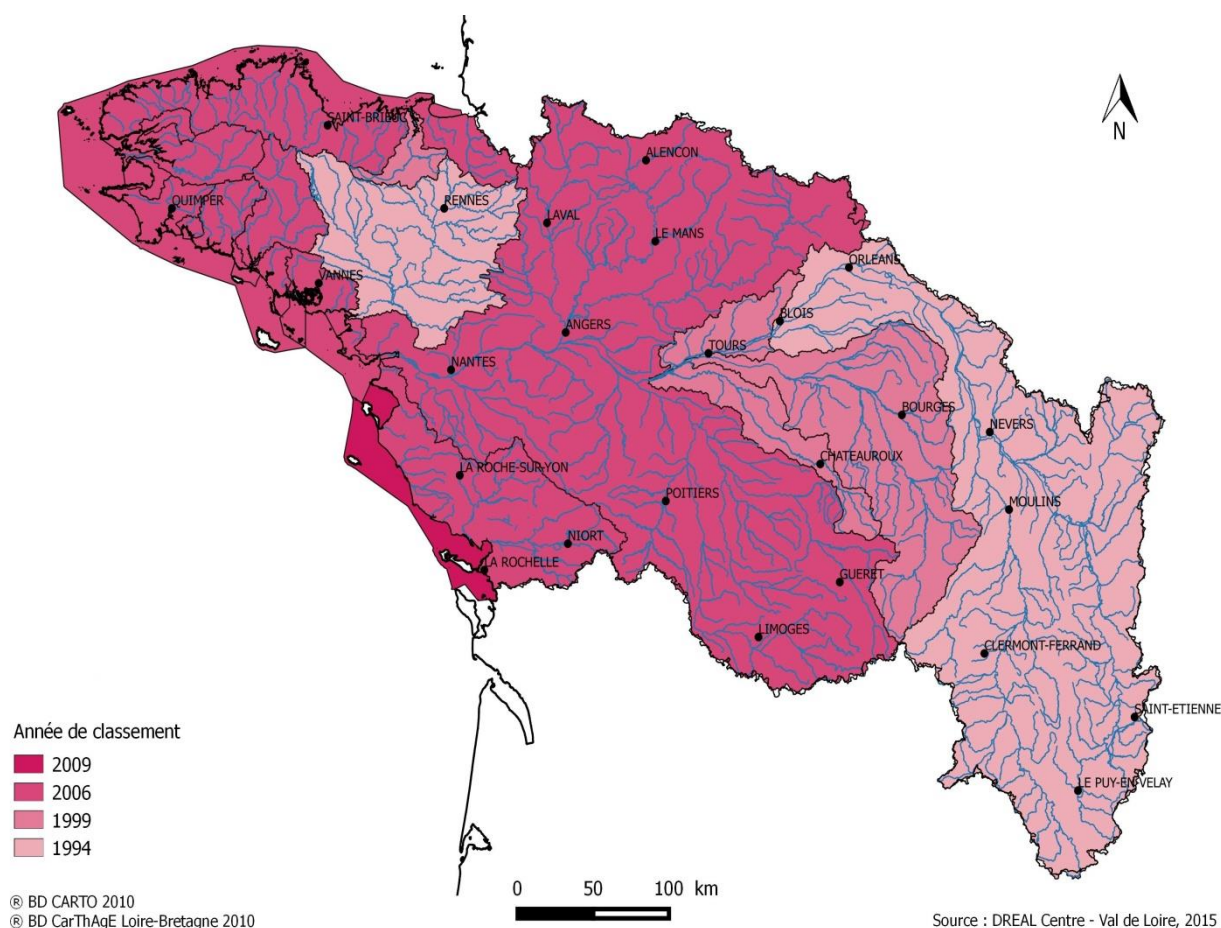 N
SAINT-BRIEUC
ALENCON
QUIMPER
RENNES
LAVAL
LE MANS
ORLEANS
VANNES
ANGERS
BLOIS
TOURS
NANTES
BOURGES
NEVERS
CHATEAUROUX
LA ROCHE-SUR-YON
POITIERS
MOULINS
NIORT
LA ROCHELLE
GUERET
LIMOGES
CLERMONT-FERRAND
SAINT-ETIENNE
LE PUY-EN-VELAY
Année de classement
2009
2006
1999
1994
0 50 100 km
® BD CARTO 2010
® BD CarThAgE Loire-Bretagne 2010
Source : DREAL Centre - Val de Loire, 2015